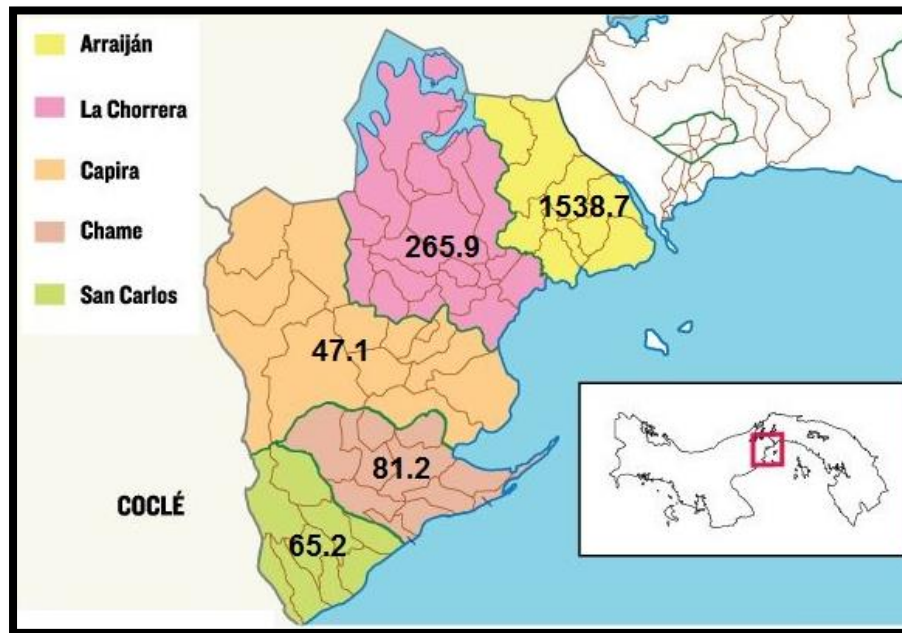 Arraiján
La Chorrera
Capira
Chame
San Carlos
1538.7
265.9
47.1
81.2
COCLÉ
65.2